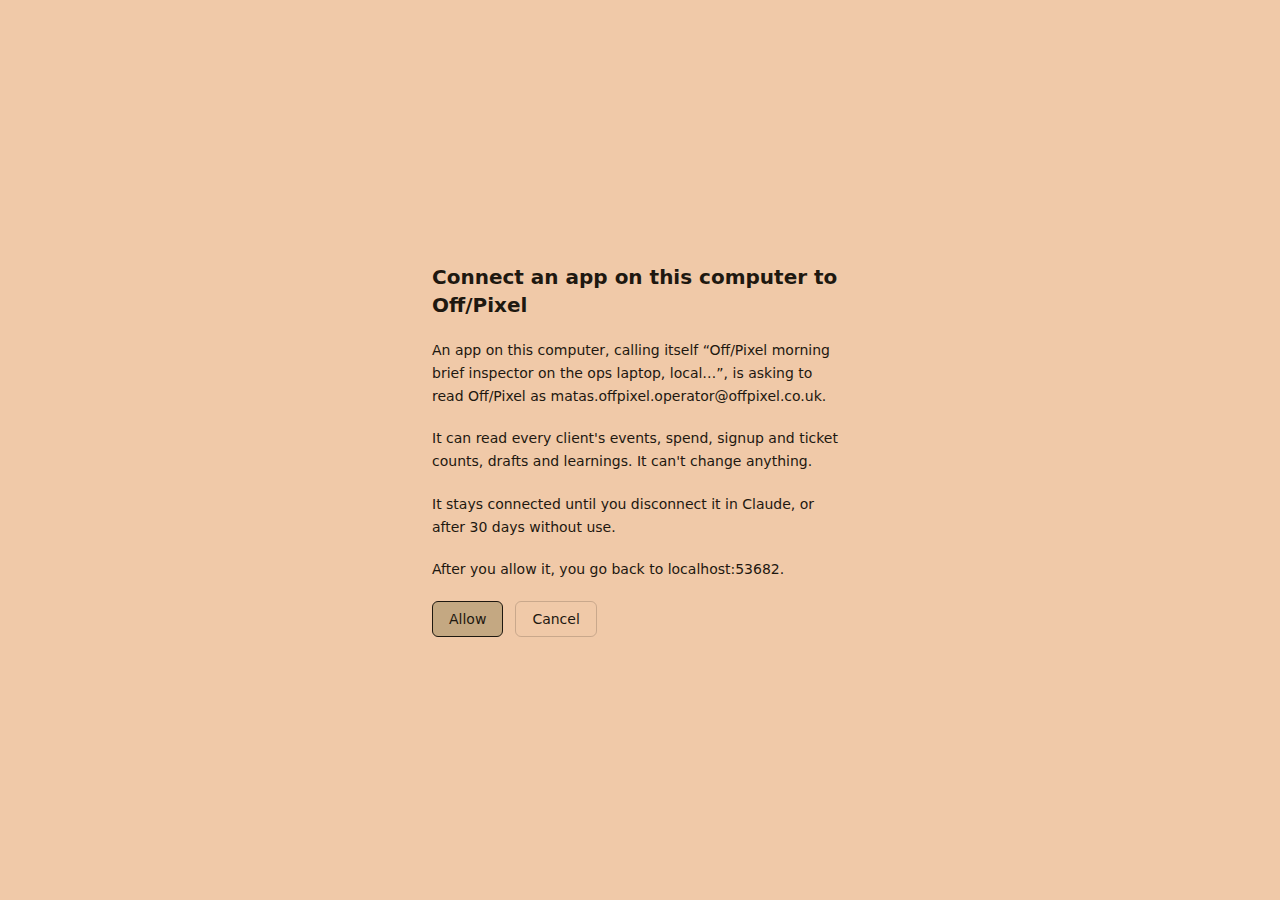 Connect an app on this computer to
Off/Pixel
An app on this computer, calling itself “Off/Pixel morning
brief inspector on the ops laptop, local…”, is asking to
read Off/Pixel as matas.offpixel.operator@offpixel.co.uk.
It can read every client's events, spend, signup and ticket
counts, drafts and learnings. It can't change anything.
It stays connected until you disconnect it in Claude, or
after 30 days without use.
After you allow it, you go back to localhost:53682.
Allow
Cancel